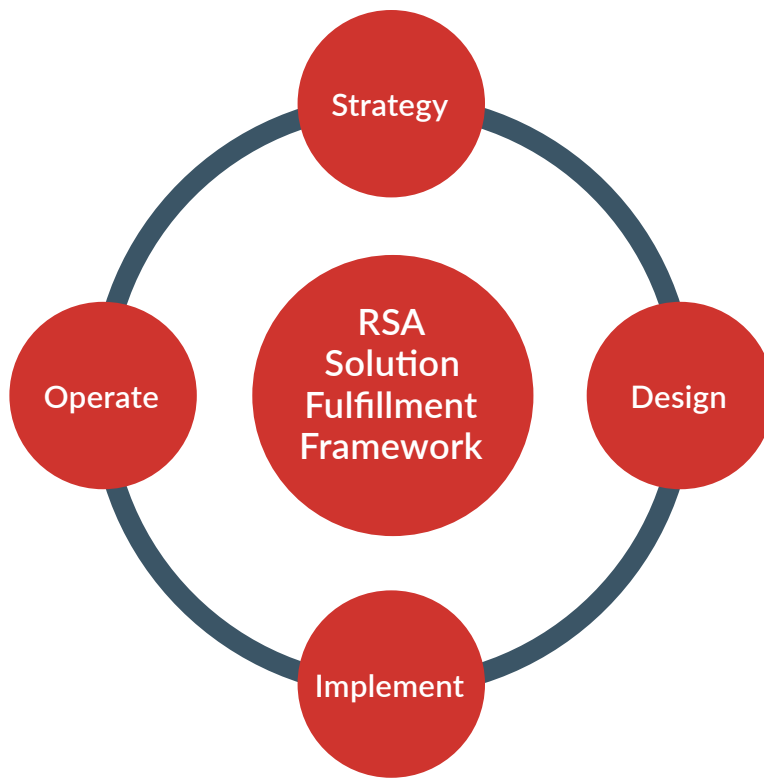 Strategy
RSA
Solution
Fulfillment
Framework
Operate
Design
Implement